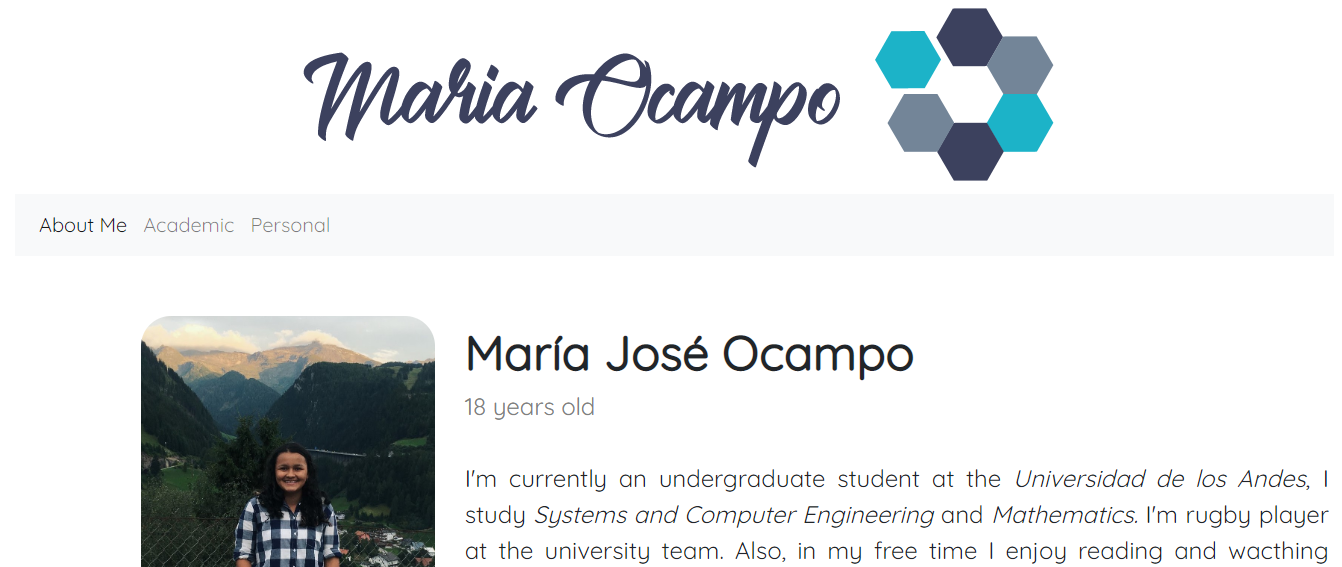 Maria Ocampo
About Me Academic Personal
María José Ocampo
18 years old
I'm currently an undergraduate student at the Universidad de los Andes, I
study Systems and Computer Engineering and Mathematics. I'm rugby player
at the university team. Also, in my free time I enjoy reading and wacthing